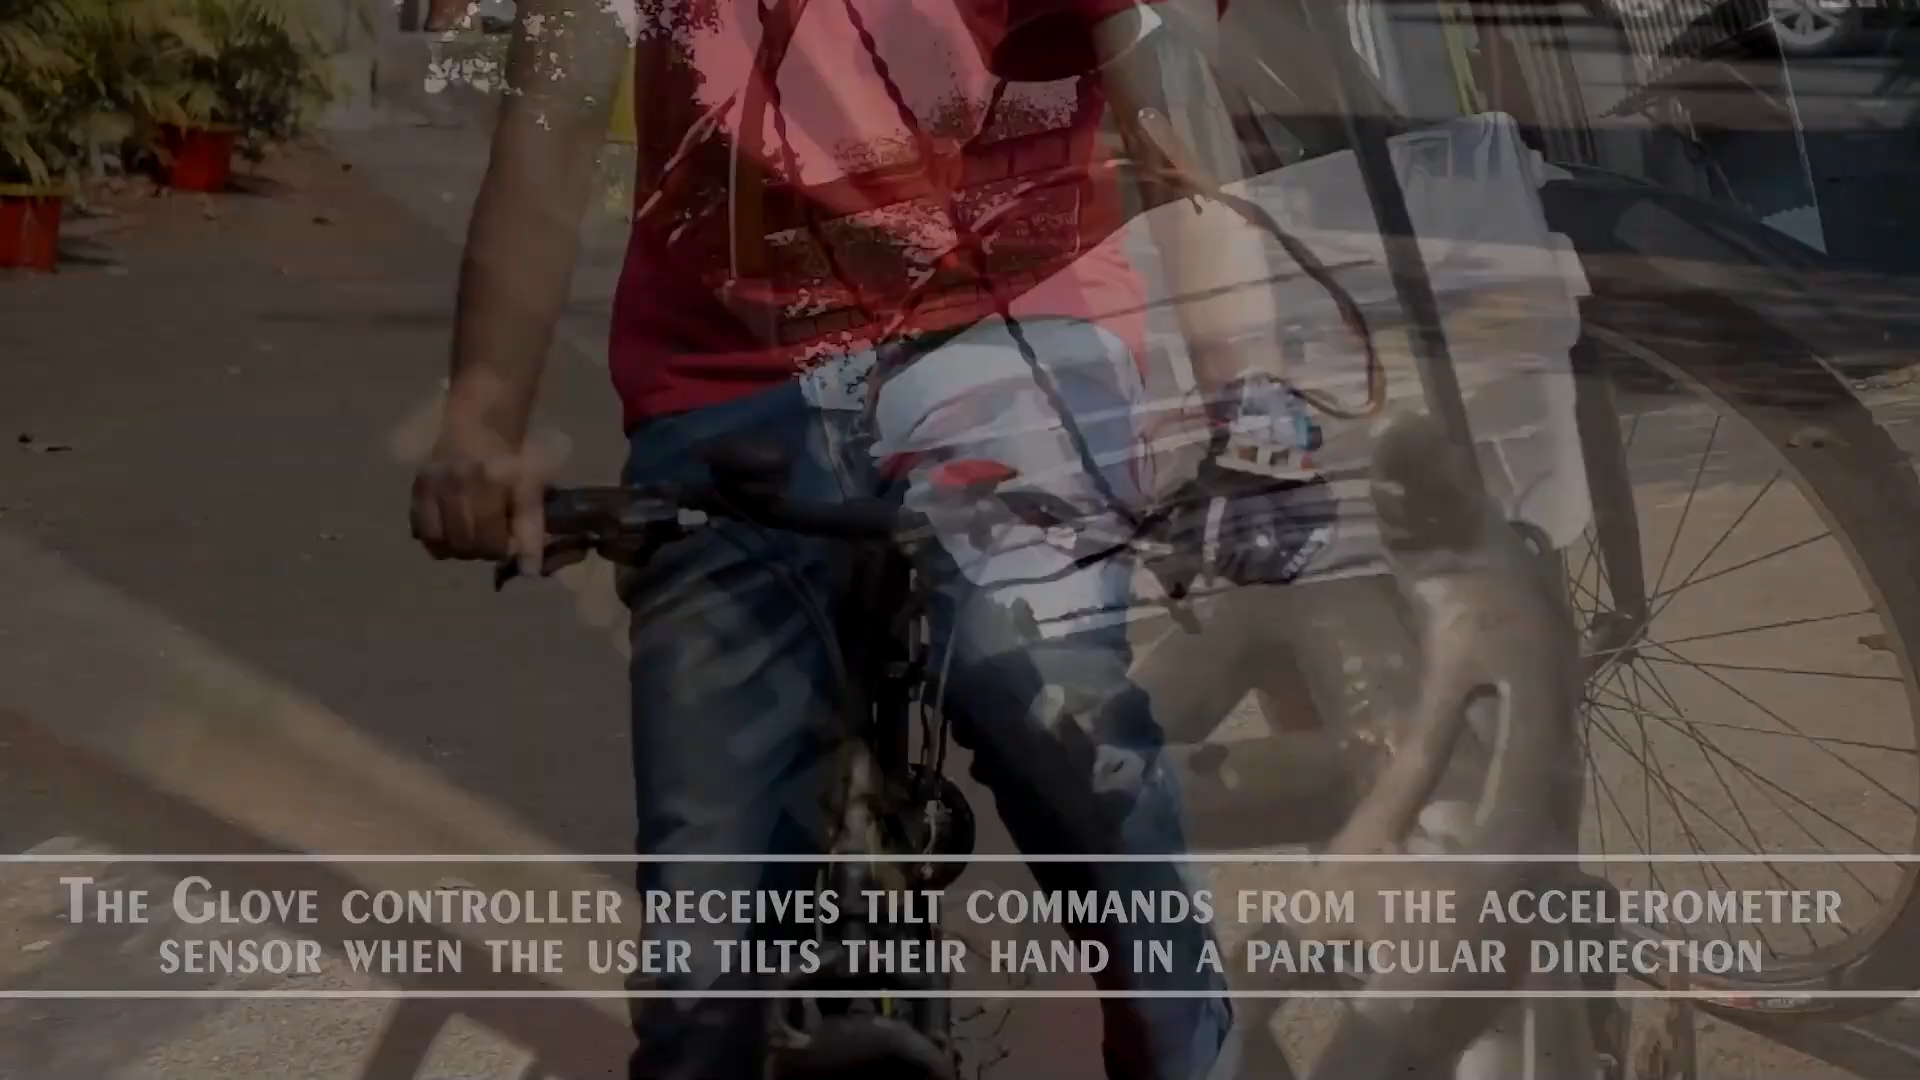 The Glove controller receives tilt commands from the accelerometer
sensor when the user tilts their hand in a particular direction